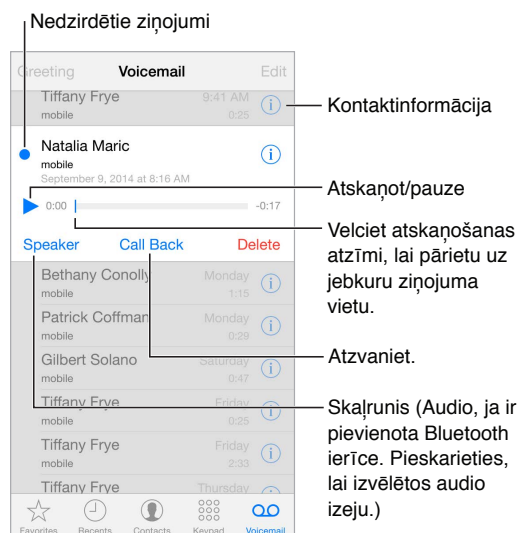 Nedzirdētie ziņojumi
Greeting Voicemail Edit
Tiffany Frye 9:41 AM
mobile 0:25
Kontaktinformācija
Natalia Maric
mobile
September 9, 2014 at 8:16 AM
Atskaņot/pauze
0:00 -0:17
Velciet atskaņošanas
atzīmi, lai pārietu uz
jebkuru ziņojuma
vietu.
Speaker Call Back Delete
Bethany Conolly Monday
mobile 1:15
Patrick Coffman Monday
mobile 0:29
Gilbert Solano Saturday
mobile 0:47
Atzvaniet.
Tiffany Frye Friday
mobile 0:25
Tiffany Frye Friday
mobile 2:33
Tiffany Frye Thursday
Skaļrunis (Audio, ja ir
pievienota Bluetooth
ierīce. Pieskarieties,
lai izvēlētos audio
izeju.)
Favorites Recents Contacts Keypad Voicemail